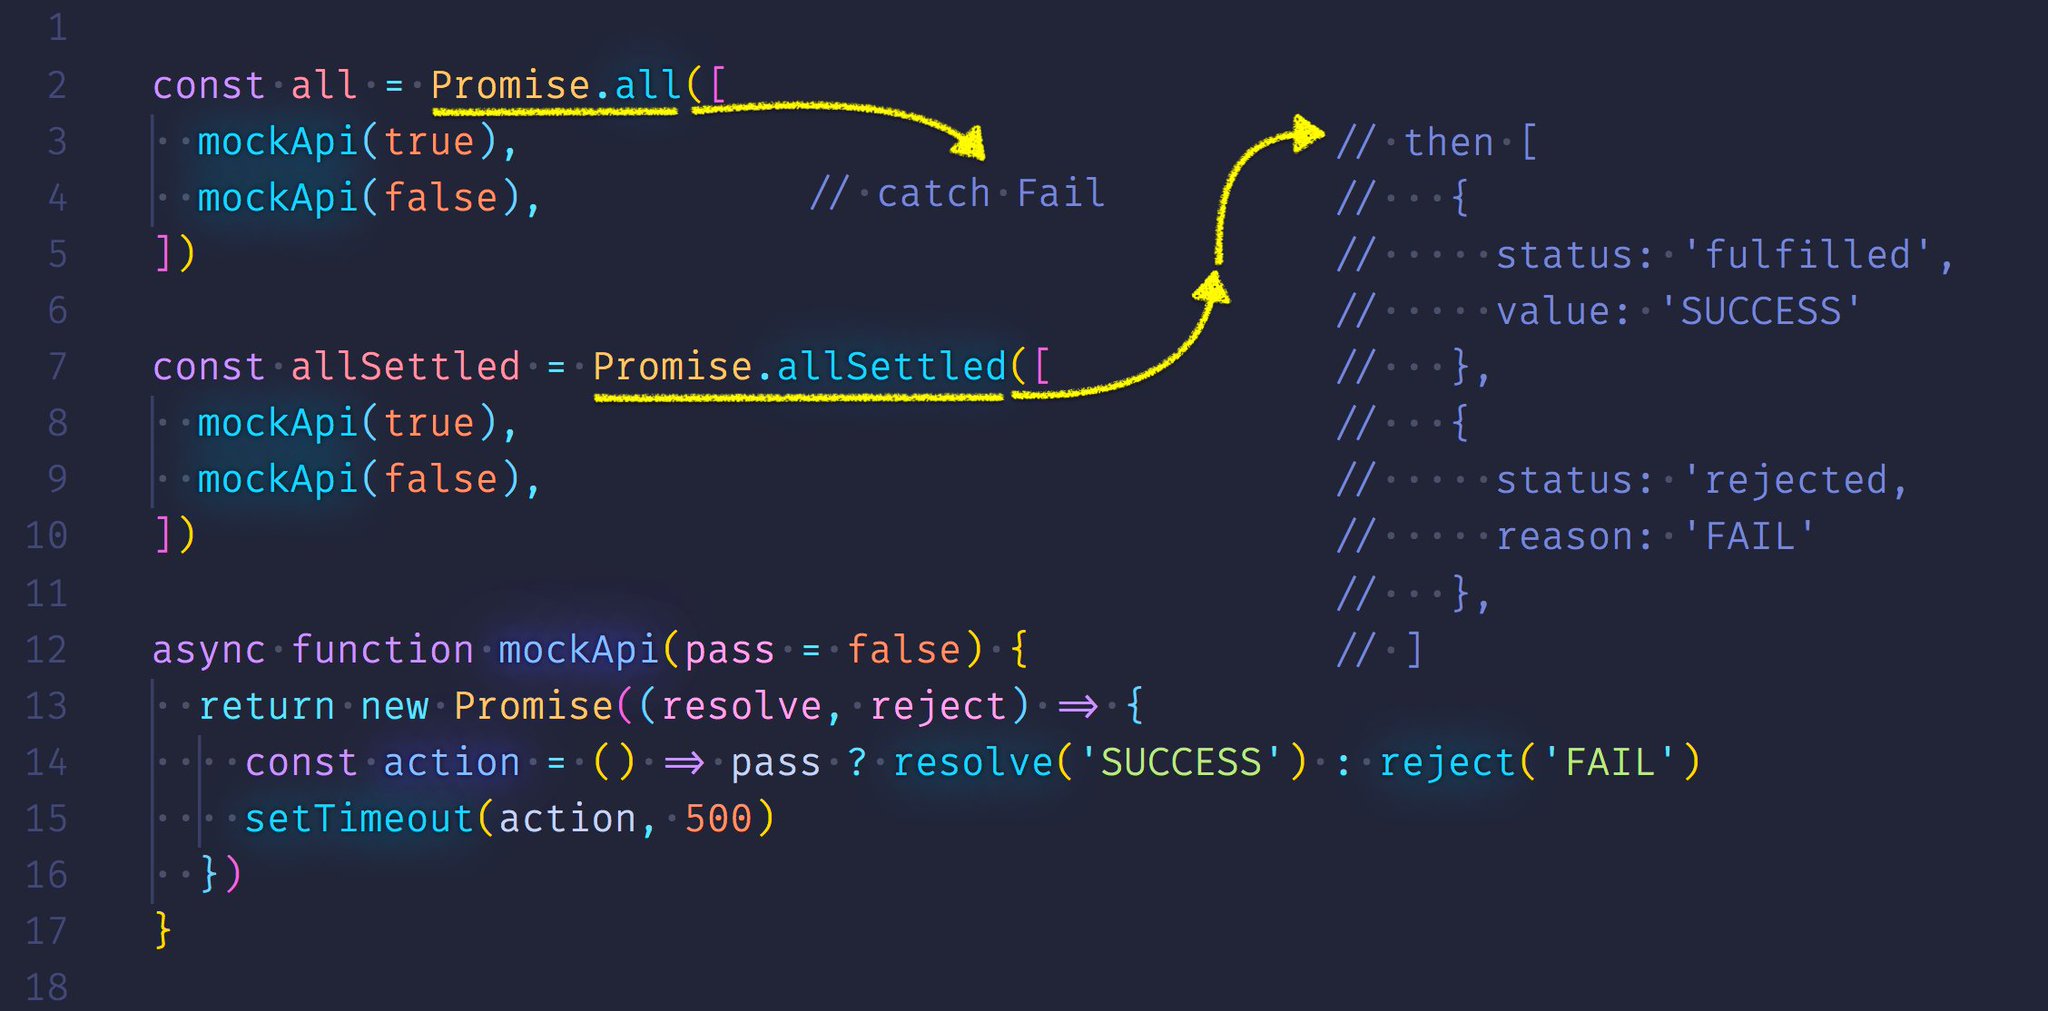 1
2 const all = Promise.all([
3   mockApi(true),
4   mockApi(false),
5 ])
6
7 const allSettled = Promise.allSettled([
8   mockApi(true),
9   mockApi(false),
10 ])
11
12 async function mockApi(pass = false) {
13   return new Promise((resolve, reject) => {
14     const action = () => pass ? resolve('SUCCESS') : reject('FAIL')
15     setTimeout(action, 500)
16   })
17 }
18
// catch Fail
// then [
//   {
//     status: 'fulfilled',
//     value: 'SUCCESS'
//   },
//   {
//     status: 'rejected,
//     reason: 'FAIL'
//   },
// ]